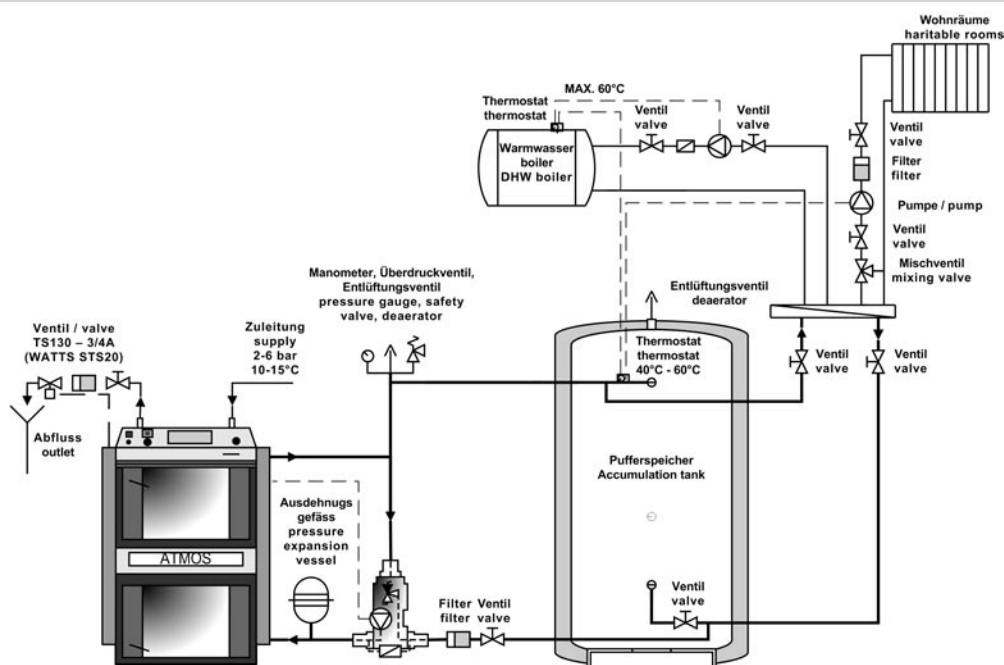 Wohnräume
haritable rooms
MAX. 60°C
Thermostat
thermostat
Ventil
valve
Ventil
valve
Warmwasser
boiler
DHW boiler
Ventil
valve
Filter
filter
Pumpe / pump
Ventil
valve
Mischventil
mixing valve
Manometer, Überdruckventil,
Entlüftungsventil
pressure gauge, safety
valve, deaerator
Entlüftungsventil
deaerator
Ventil / valve
TS130 – 3/4A
(WATTS STS20)
Zuleitung
supply
2-6 bar
10-15°C
Thermostat
thermostat
40°C - 60°C
Ventil
valve
Ventil
valve
Abfluss
outlet
Pufferspeicher
Accumulation tank
Ausdehnugs
gefäss
pressure
expansion
vessel
ATMOS
Filter Ventil
filter valve
Ventil
valve